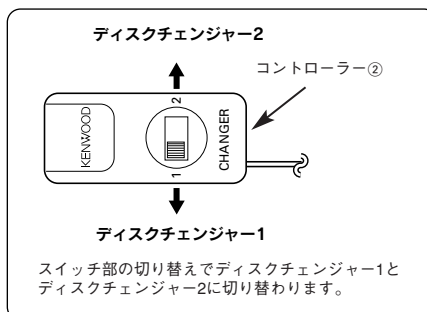 ディスクチェンジャー2
コントローラー②
KENWOOD
2
1
CHANGER
ディスクチェンジャー1
スイッチ部の切り替えでディスクチェンジャー1と
ディスクチェンジャー2に切り替わります。